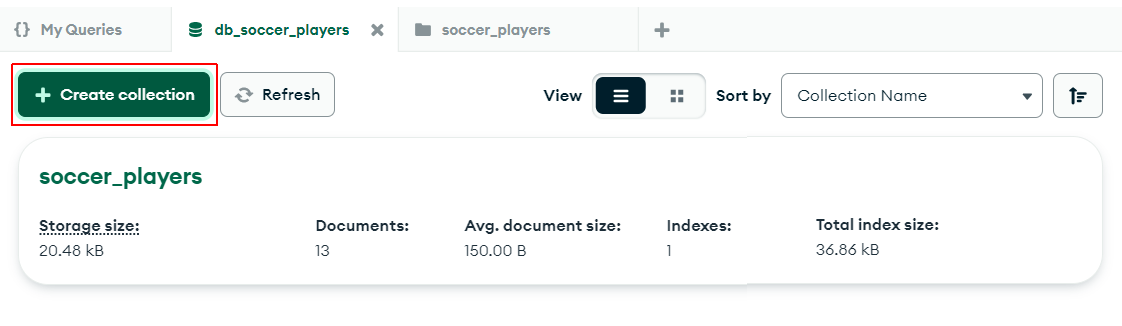 {} My Queries db_soccer_players soccer_players
Create collection Refresh View Sort by Collection Name
soccer_players
Storage size: Documents: Avg. document size: Indexes: Total index size:
20.48 kB 13 150.00 B 1 36.86 kB